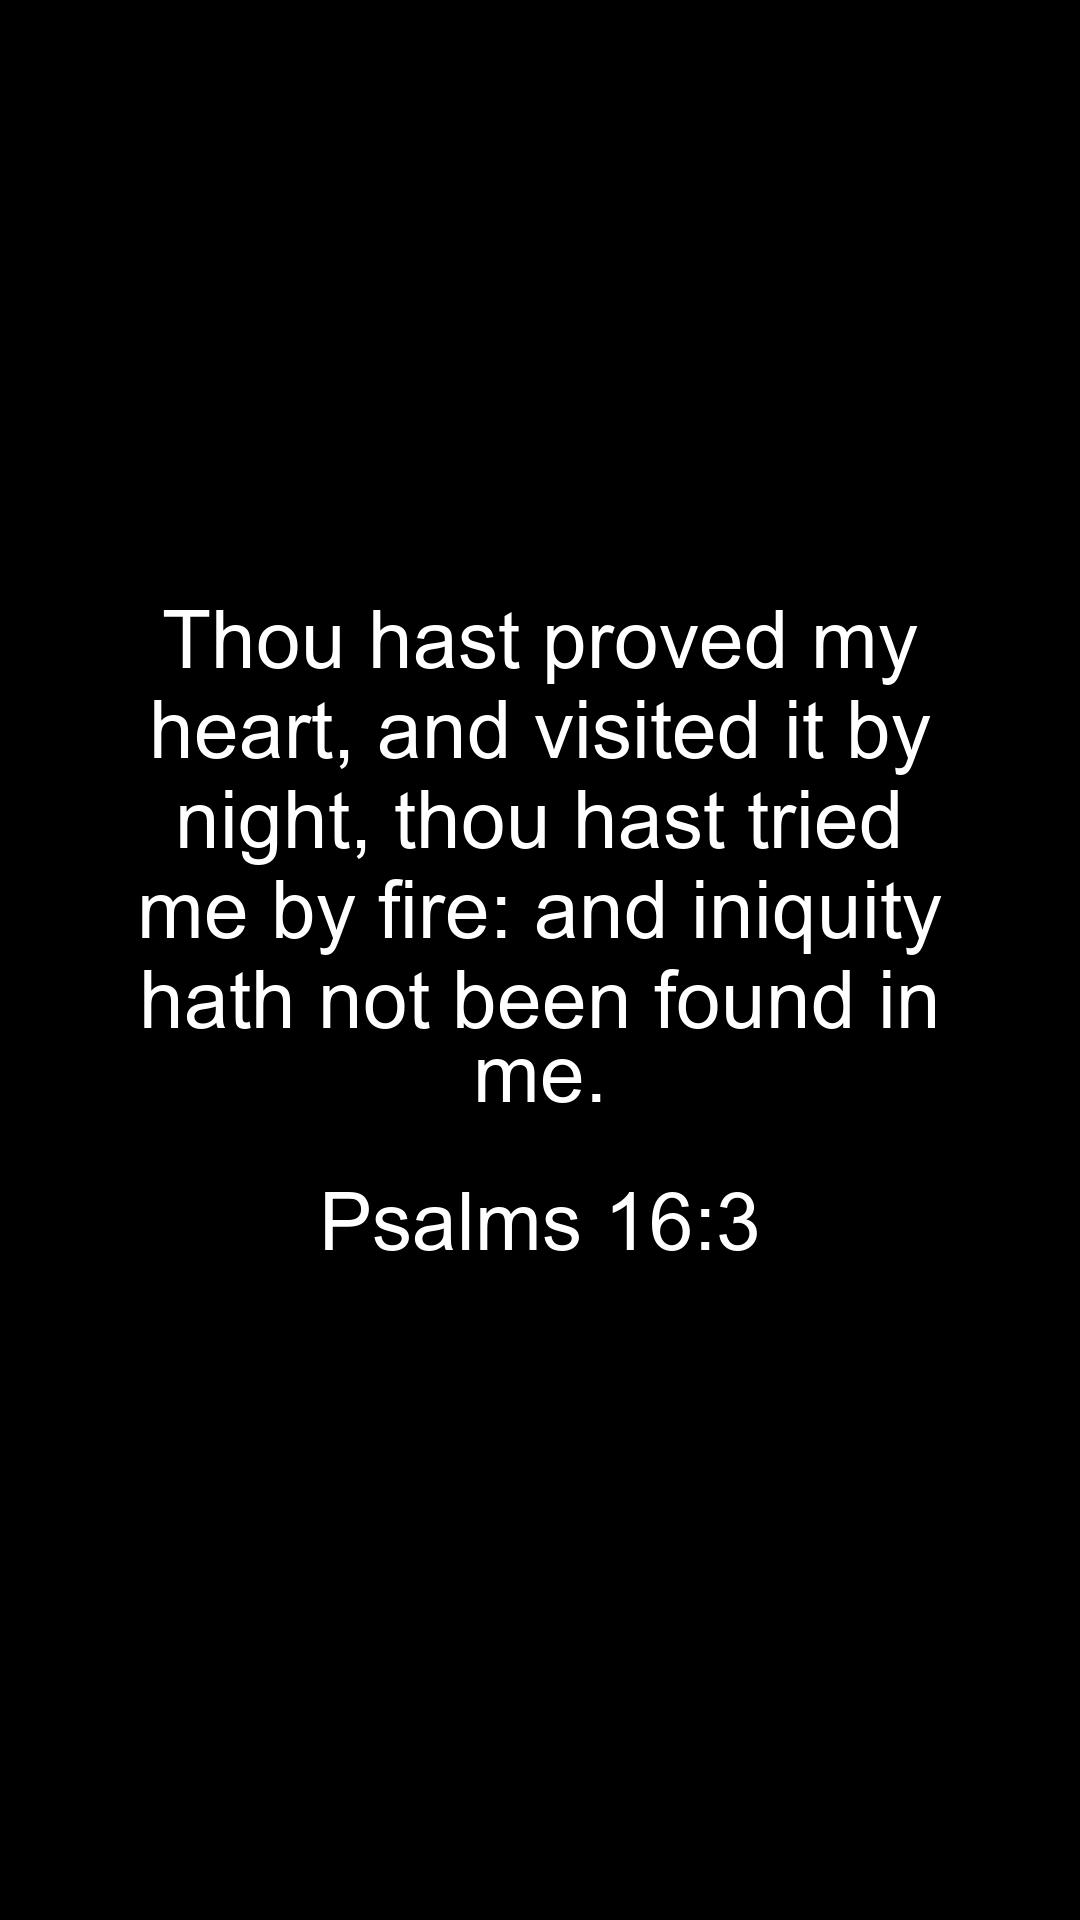 Thou hast proved my
heart, and visited it by
night, thou hast tried
me by fire: and iniquity
hath not been found in
me.
Psalms 16:3